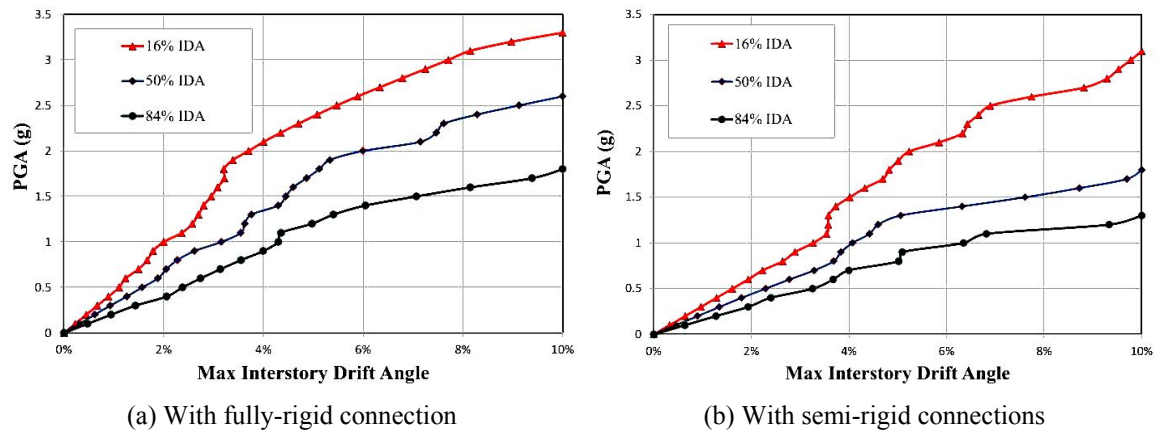 3.5
3
2.5
2
1.5
1
0.5
0
PGA (g)
16% IDA
50% IDA
84% IDA
0% 2% 4% 6% 8% 10%
Max Interstory Drift Angle
(a) With fully-rigid connection
3.5
3
2.5
2
1.5
1
0.5
0
PGA (g)
16% IDA
50% IDA
84% IDA
0% 2% 4% 6% 8% 10%
Max Interstory Drift Angle
(b) With semi-rigid connections